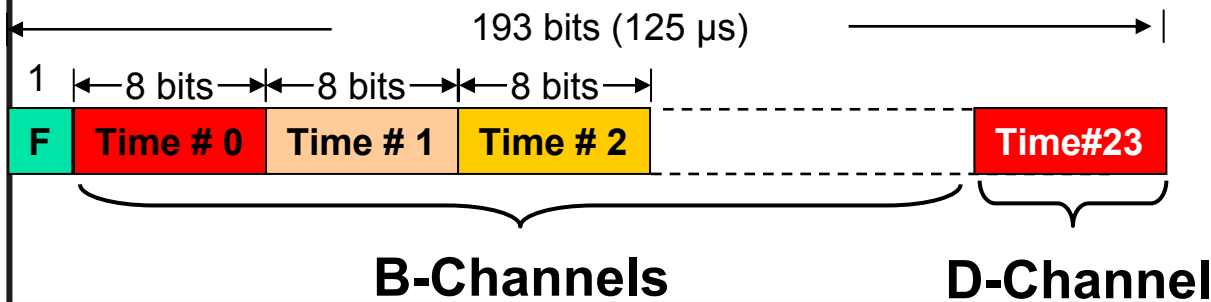 193 bits (125 µs)
1 8 bits 8 bits 8 bits
F Time # 0 Time # 1 Time # 2 Time#23
B-Channels D-Channel